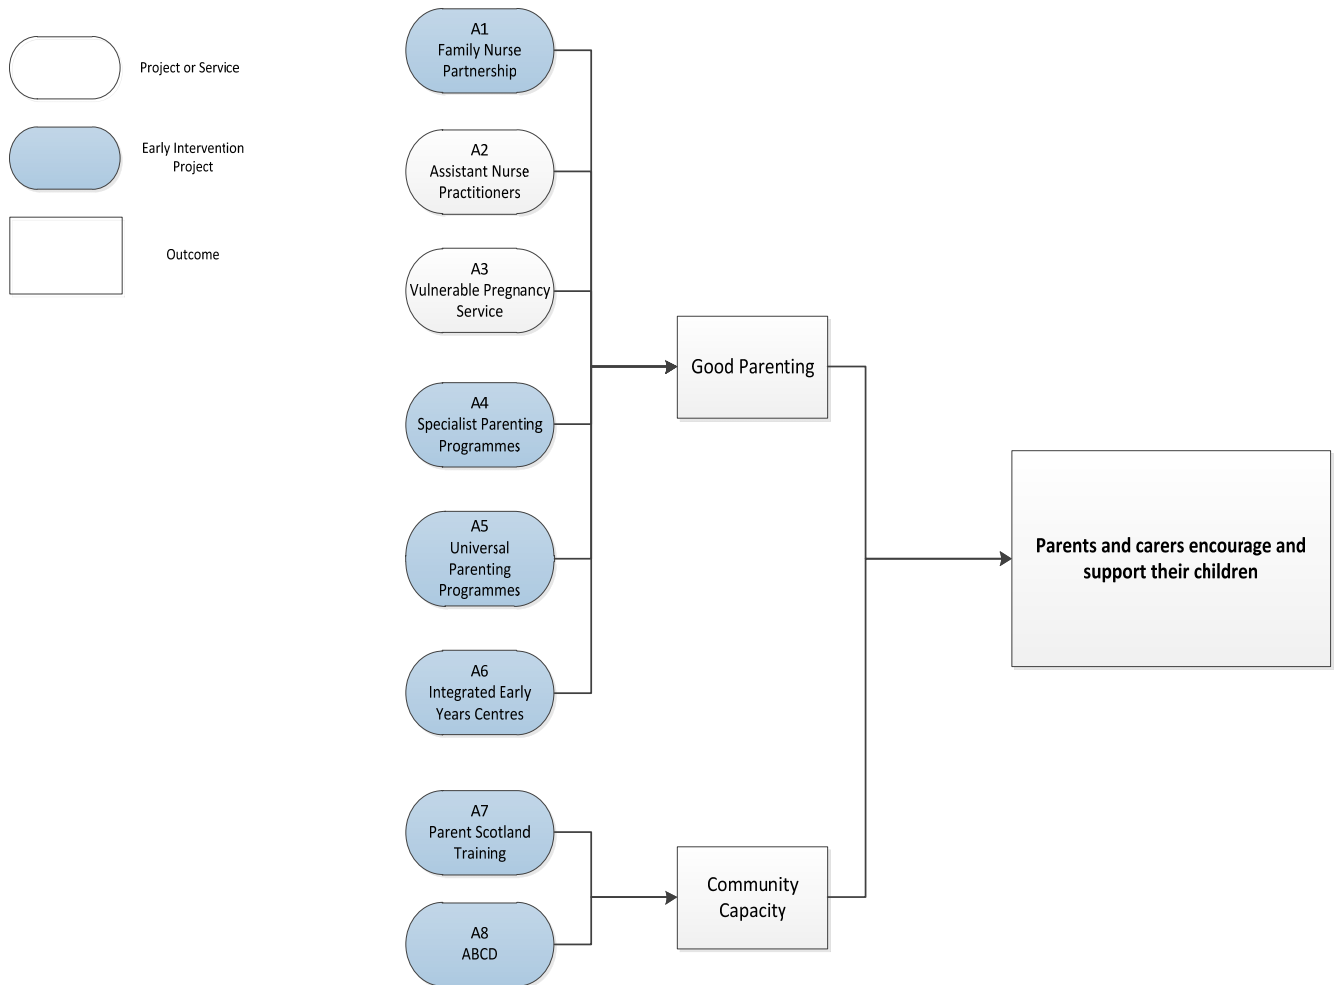 Project or Service
Early Intervention
Project
Outcome
A1
Family Nurse
Partnership
A2
Assistant Nurse
Practitioners
A3
Vulnerable Pregnancy
Service
A4
Specialist Parenting
Programmes
A5
Universal
Parenting
Programmes
A6
Integrated Early
Years Centres
A7
Parent Scotland
Training
A8
ABCD
Good Parenting
Community
Capacity
Parents and carers encourage and
support their children